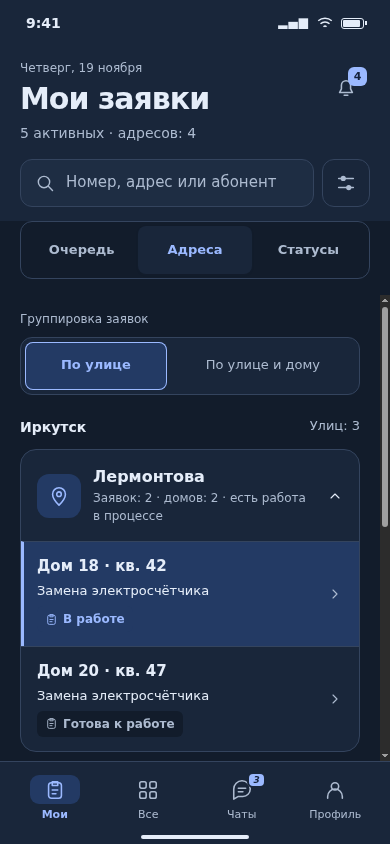 9:41
Четверг, 19 ноября
4
Мои заявки
5 активных · адресов: 4
Номер, адрес или абонент
Очередь
Адреса
Статусы
Группировка заявок
По улице
По улице и дому
Иркутск
Улиц: 3
Лермонтова
Заявок: 2 · домов: 2 · есть работа
в процессе
Дом 18 · кв. 42
Замена электросчётчика
В работе
Дом 20 · кв. 47
Замена электросчётчика
Готова к работе
3
Мои
Все
Чаты
Профиль